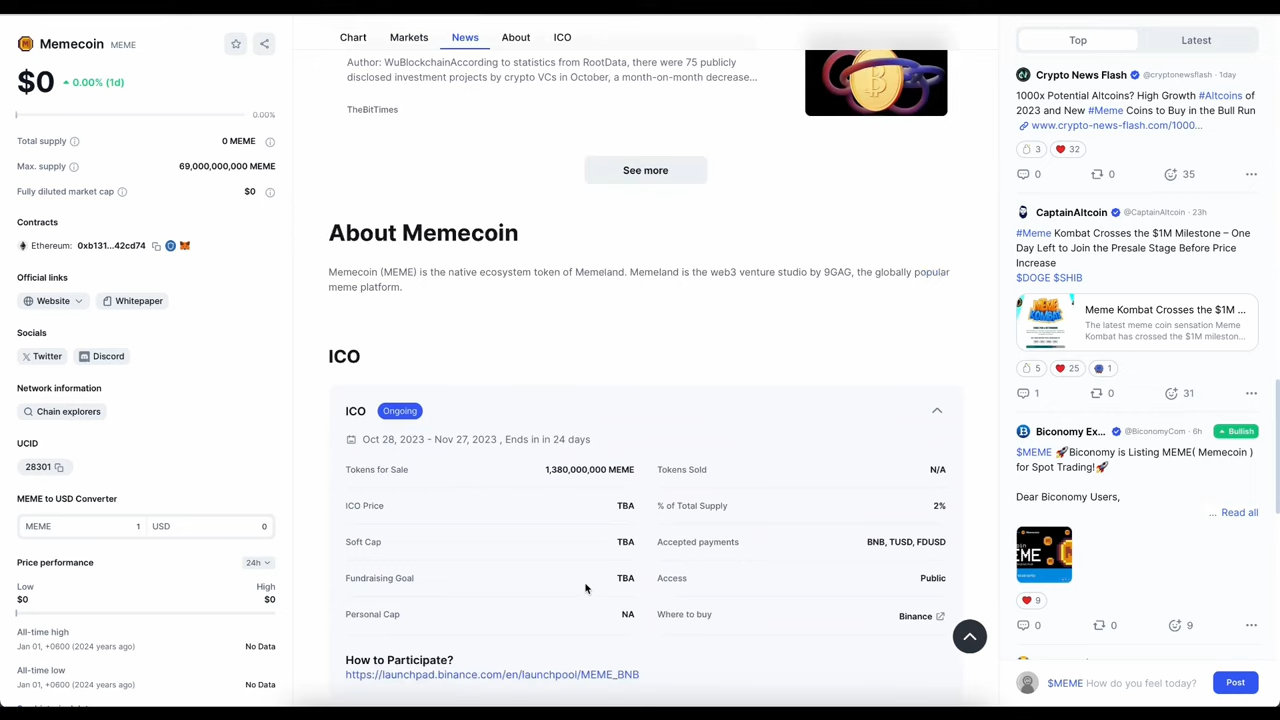 Memecoin MEME
$0 0.00% (1d)
0.00%
Total supply 0 MEME
Max. supply 69,000,000,000 MEME
Fully diluted market cap $0
Contracts
Ethereum: 0xb131...42cd74
Official links
Website Whitepaper
Socials
Twitter Discord
Network information
Chain explorers
UCID
28301
MEME to USD Converter
MEME 1 USD 0
Price performance 24h
Low High
$0 $0
All-time high
Jan 01, +0600 (2024 years ago) No Data
All-time low
Jan 01, +0600 (2024 years ago) No Data
Chart Markets News About ICO
Author: WuBlockchainAccording to statistics from RootData, there were 75 publicly
disclosed investment projects by crypto VCs in October, a month-on-month decrease...
TheBitTimes
See more
About Memecoin
Memecoin (MEME) is the native ecosystem token of Memeland. Memeland is the web3 venture studio by 9GAG, the globally popular
meme platform.
ICO
ICO Ongoing
Oct 28, 2023 - Nov 27, 2023 , Ends in in 24 days
Tokens for Sale 1,380,000,000 MEME Tokens Sold N/A
ICO Price TBA % of Total Supply 2%
Soft Cap TBA Accepted payments BNB, TUSD, FDUSD
Fundraising Goal TBA Access Public
Personal Cap NA Where to buy Binance
How to Participate?
https://launchpad.binance.com/en/launchpool/MEME_BNB
Top Latest
Crypto News Flash @cryptonewsflash · 1day
1000x Potential Altcoins? High Growth #Altcoins of
2023 and New #Meme Coins to Buy in the Bull Run
www.crypto-news-flash.com/1000...
3 32
0 0 35
CaptainAltcoin @CaptainAltcoin · 23h
#Meme Kombat Crosses the $1M Milestone – One
Day Left to Join the Presale Stage Before Price
Increase
$DOGE $SHIB
Meme Kombat Crosses the $1M ...
The latest meme coin sensation Meme
Kombat has crossed the $1M mileston...
5 25 1
1 0 31
Biconomy Ex... @BiconomyCom · 6h Bullish
$MEME 🚀Biconomy is Listing MEME( Memecoin )
for Spot Trading!🚀
Dear Biconomy Users,
... Read all
9
0 0 9
$MEME How do you feel today? Post